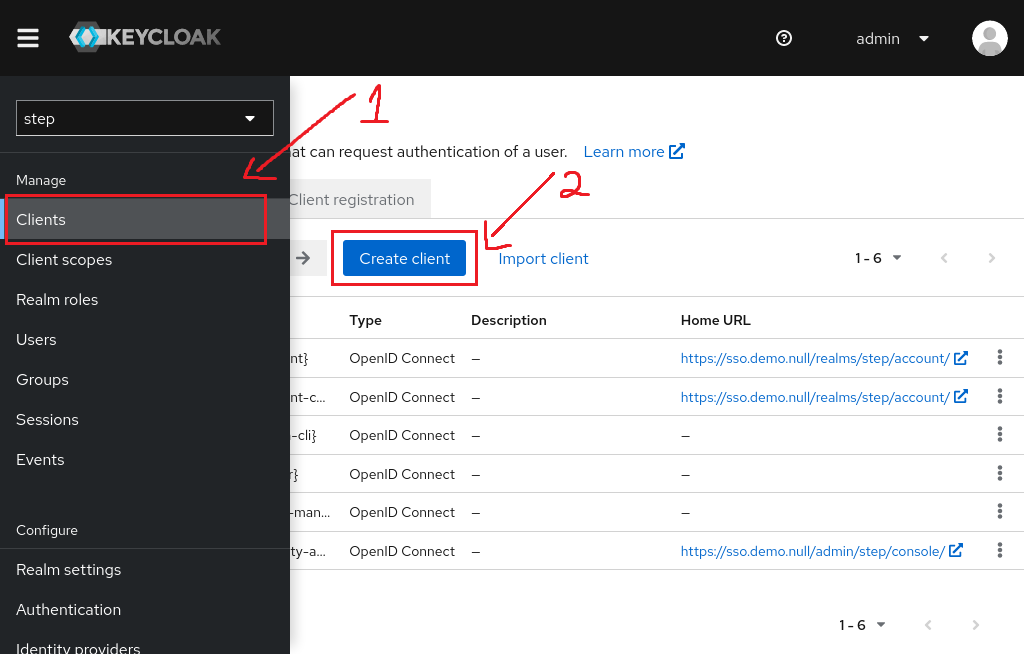 KEYCLOAK
admin
step
1
at can request authentication of a user. Learn more
Manage
2
Client registration
Clients
Create client
Import client
1 - 6
Client scopes
Realm roles
Type Description Home URL
Users
nt} OpenID Connect — https://sso.demo.null/realms/step/account/
Groups
nt-c... OpenID Connect — https://sso.demo.null/realms/step/account/
Sessions
-cli} OpenID Connect — —
Events
r} OpenID Connect — —
-man... OpenID Connect — —
Configure
ty-a... OpenID Connect — https://sso.demo.null/admin/step/console/
Realm settings
Authentication
1 - 6
Identity providers